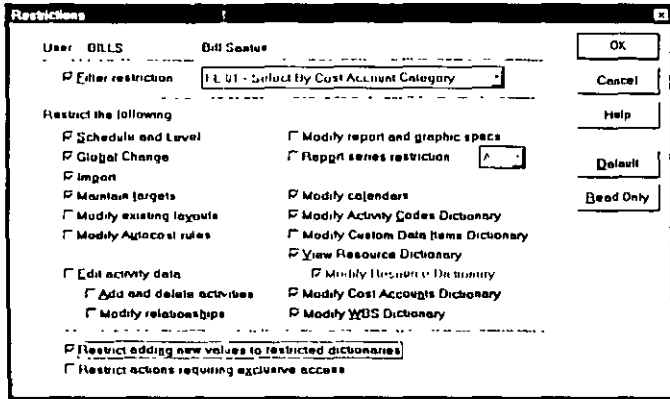 Restrictions
User BILLS Bill Santus
Filter restriction FL 01 - Select By Cost Account Category
Restrict the following
Schedule and Level
Global Change
Import
Maintain targets
Modify existing layouts
Modify Autocost rules
Edit activity data
Add and delete activities
Modify relationships
Modify report and graphic specs
Report series restriction A
Modify calendars
Modify Activity Codes Dictionary
Modify Custom Data Items Dictionary
View Resource Dictionary
Modify Resource Dictionary
Modify Cost Accounts Dictionary
Modify WBS Dictionary
Restrict adding new values to restricted dictionaries
Restrict actions requiring exclusive access
OK
Cancel
Help
Default
Read Only